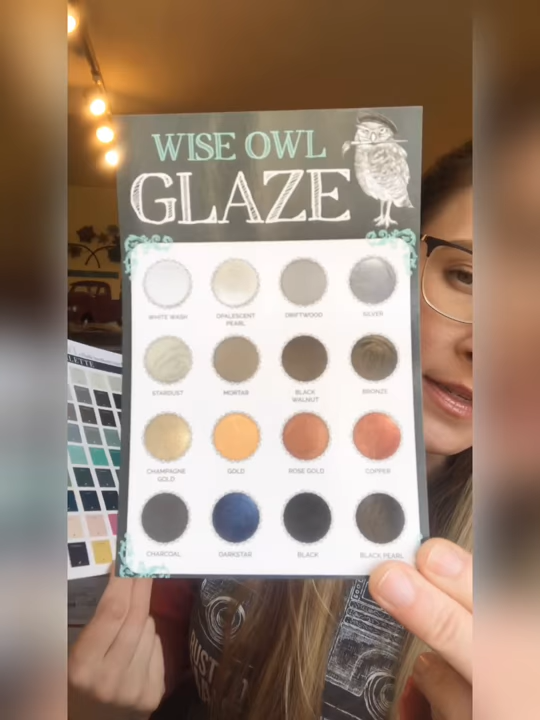 WISE OWL
GLAZE
WHITE WASH
OPALESCENT
PEARL
DRIFTWOOD
SILVER
STARDUST
MORTAR
BLACK
WALNUT
BRONZE
CHAMPAGNE
GOLD
GOLD
ROSE GOLD
COPPER
CHARCOAL
DARKSTAR
BLACK
BLACK PEARL